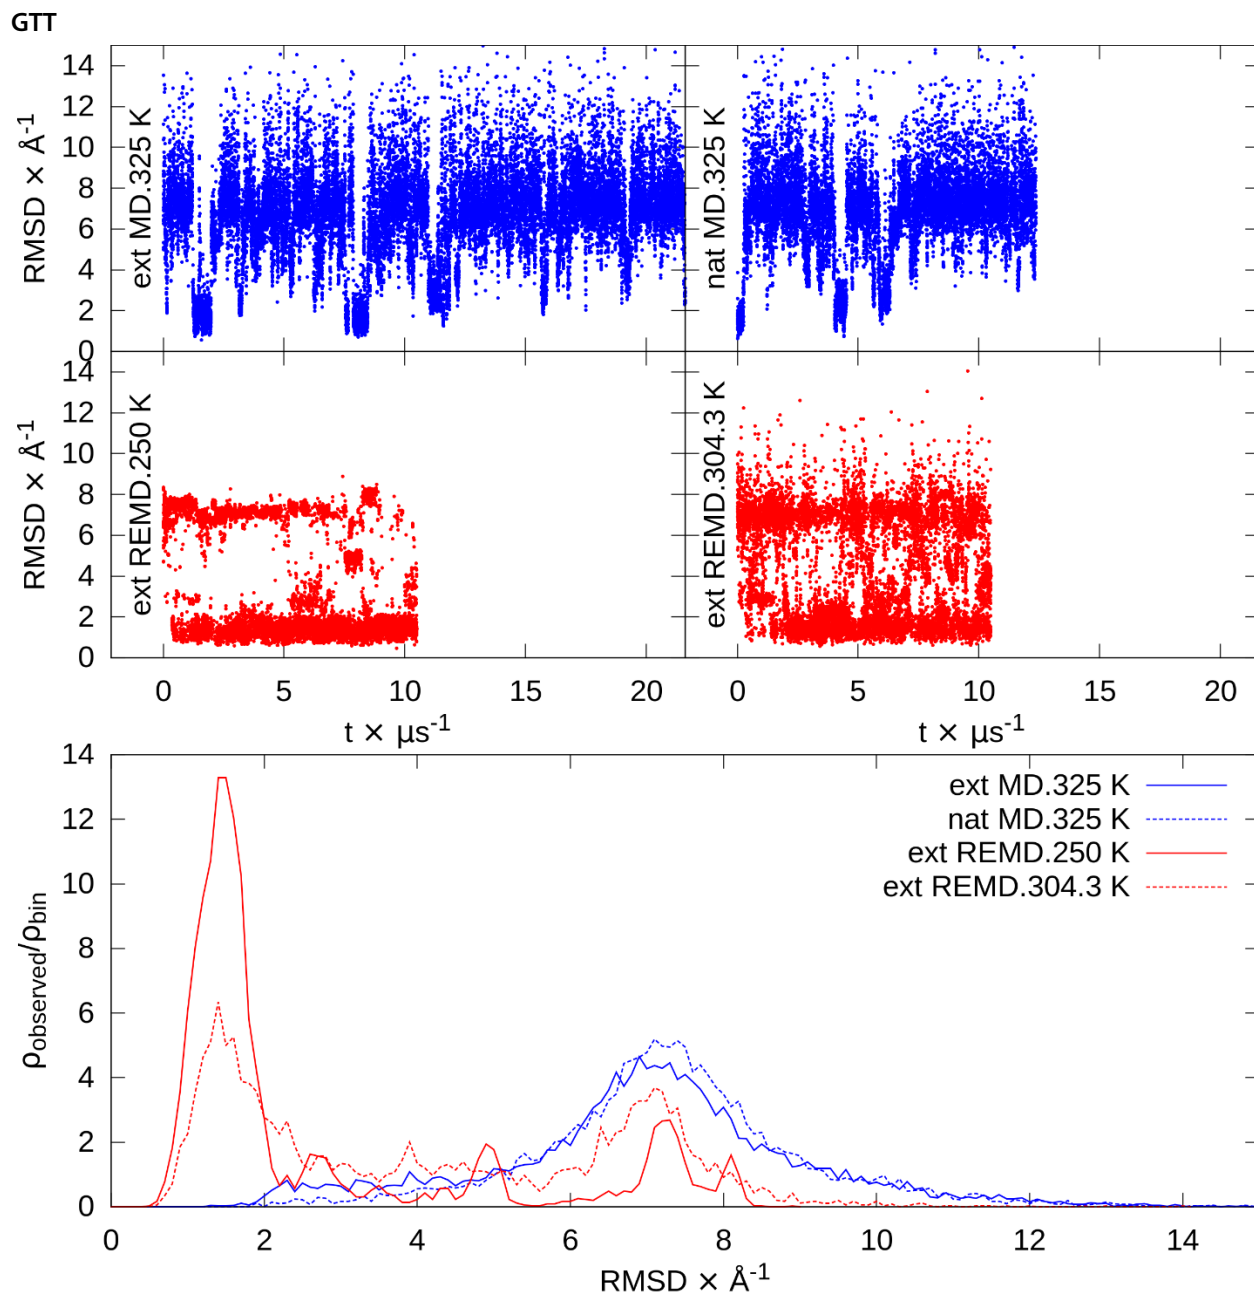 GTT
14
12
10
8
6
4
2
0
RMSD × Å⁻¹
ext MD.325 K
nat MD.325 K
14
12
10
8
6
4
2
0
RMSD × Å⁻¹
ext REMD.250 K
ext REMD.304.3 K
0 5 10 15 20 0 5 10 15 20
t × µs⁻¹ t × µs⁻¹
14
12
10
8
6
4
2
0
ρobserved/ρbin
ext MD.325 K
nat MD.325 K
ext REMD.250 K
ext REMD.304.3 K
0 2 4 6 8 10 12 14
RMSD × Å⁻¹